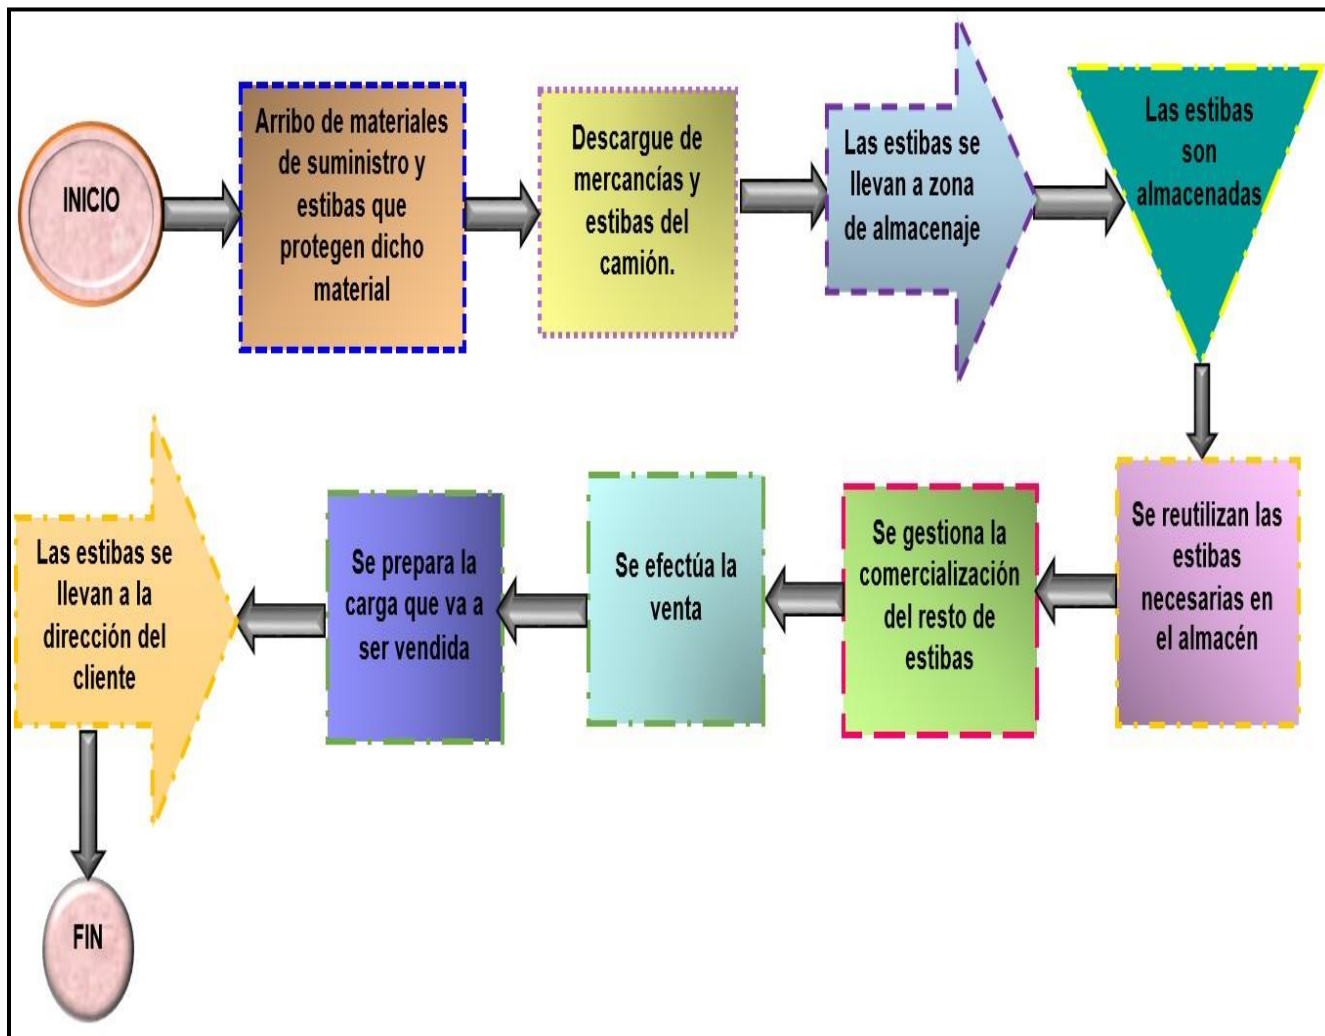 INICIO
Arribo de materiales
de suministro y
estibas que
protegen dicho
material
Descargue de
mercancías y
estibas del
camión.
Las estibas se
llevan a zona
de almacenaje
Las estibas
son
almacenadas
Se reutilizan las
estibas
necesarias en
el almacén
Se gestiona la
comercialización
del resto de
estibas
Se efectúa la
venta
Se prepara la
carga que va a
ser vendida
Las estibas se
llevan a la
dirección del
cliente
FIN